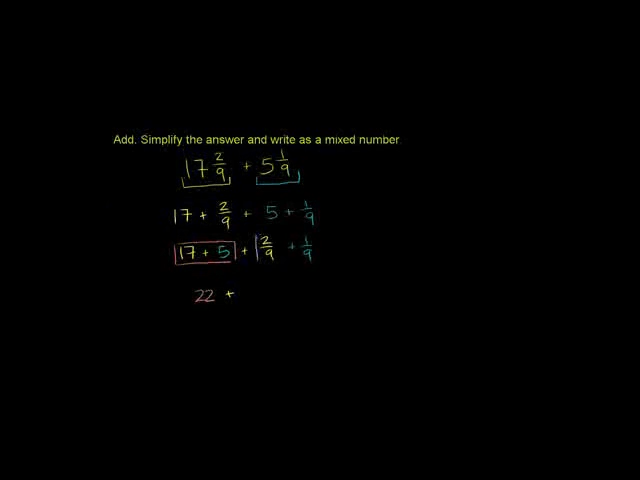 Add. Simplify the answer and write as a mixed number
17 2/9 + 5 1/9
17 + 2/9 + 5 + 1/9
17 + 5 + 2/9 + 1/9
22 +